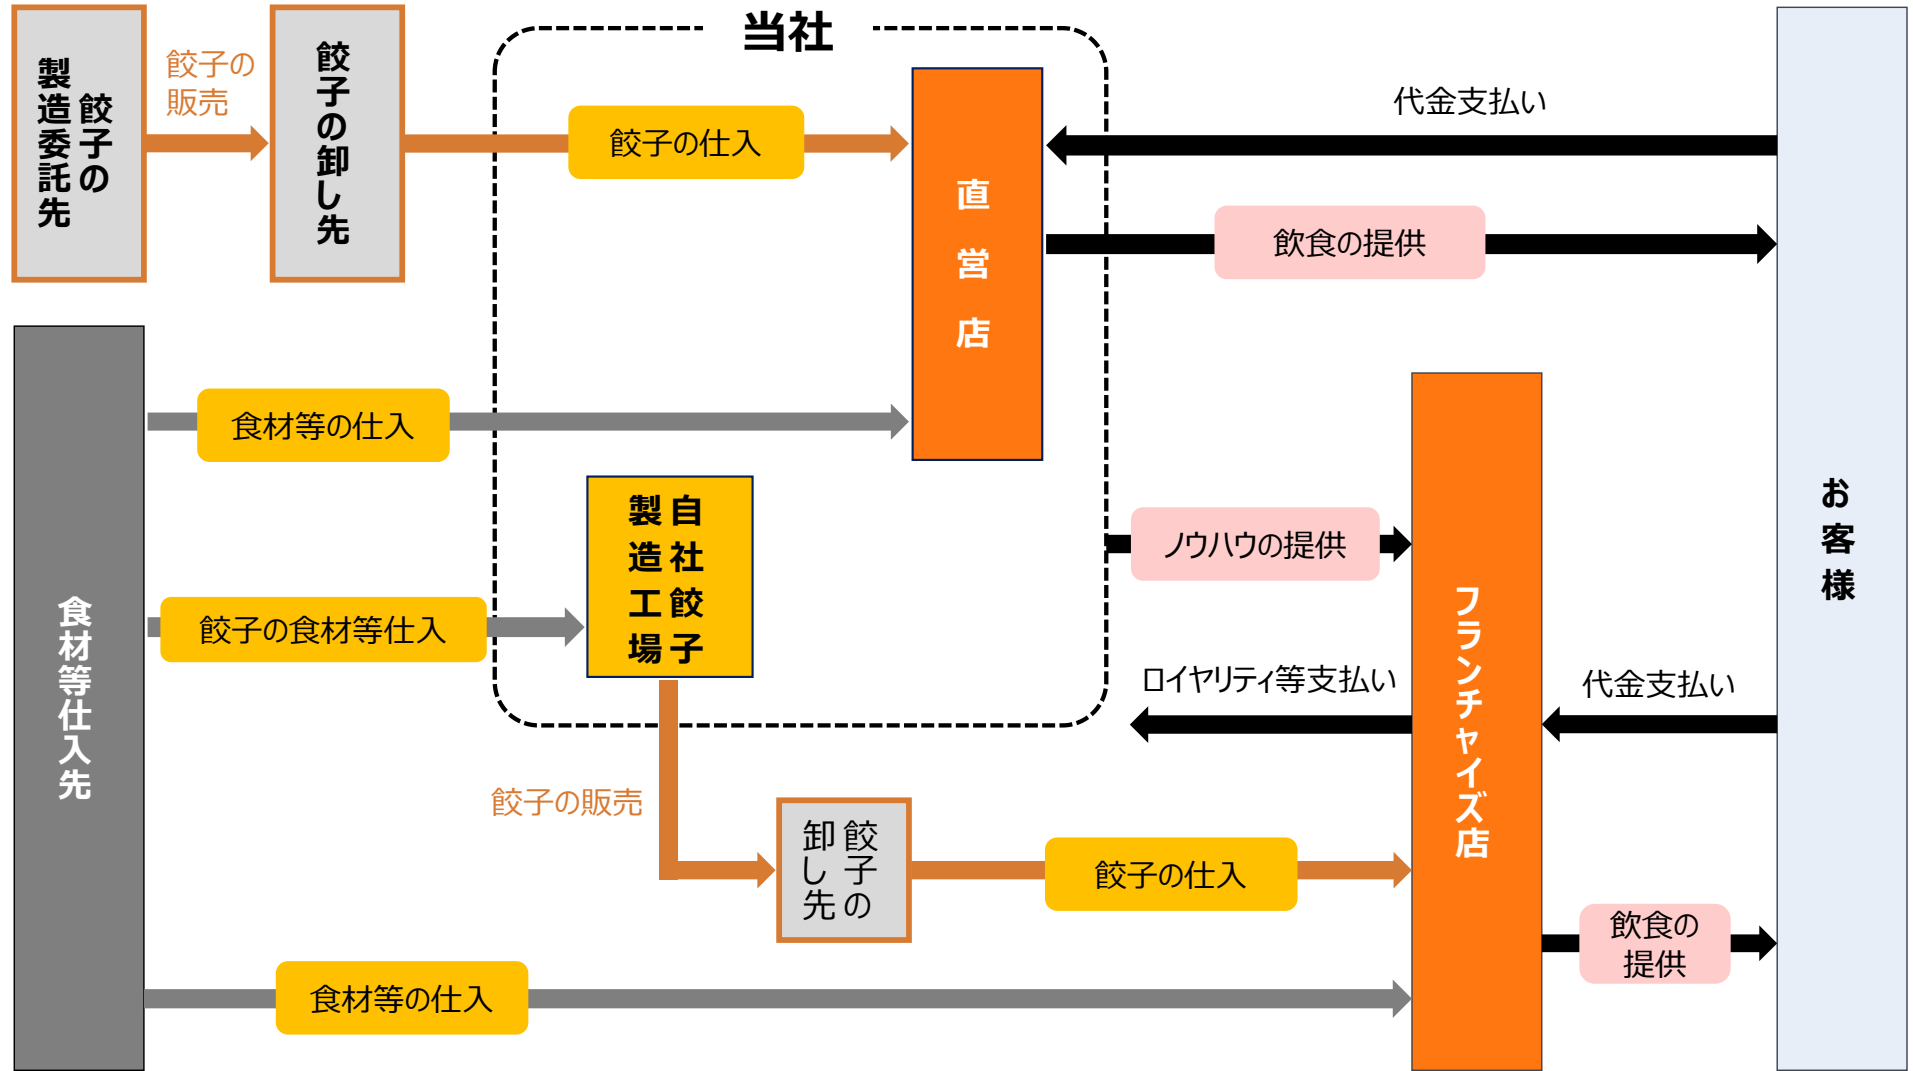 当社
餃子の
製造委託先
餃子の
販売
餃子の卸し先
餃子の仕入
直営店
代金支払い
飲食の提供
お客様
食材等仕入先
食材等の仕入
餃子の食材等仕入
自社餃子
製造工場
ノウハウの提供
フランチャイズ店
ロイヤリティ等支払い
代金支払い
餃子の販売
餃子の
卸し先
餃子の仕入
飲食の
提供
食材等の仕入